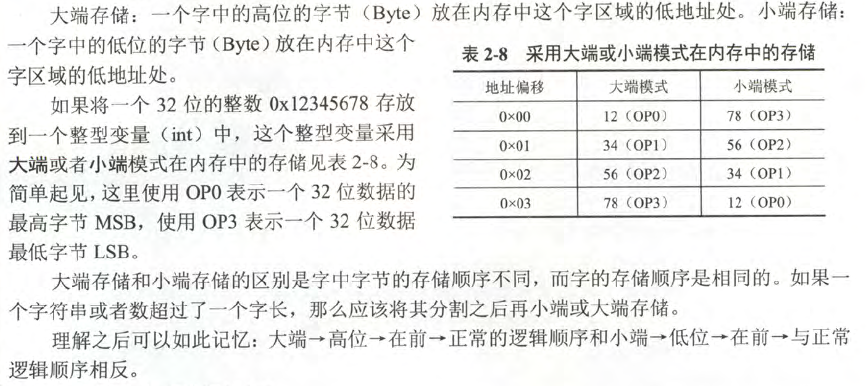 大端存储：一个字中的高位的字节（Byte）放在内存中这个字区域的低地址处。小端存储：
一个字中的低位的字节（Byte）放在内存中这个
字区域的低地址处。
如果将一个 32 位的整数 0x12345678 存放
到一个整型变量（int）中，这个整型变量采用
大端或者小端模式在内存中的存储见表 2-8。为
简单起见，这里使用 OP0 表示一个 32 位数据的
最高字节 MSB，使用 OP3 表示一个 32 位数据
最低字节 LSB。
表 2-8 采用大端或小端模式在内存中的存储
地址偏移 大端模式 小端模式
0×00 12（OP0） 78（OP3）
0×01 34（OP1） 56（OP2）
0×02 56（OP2） 34（OP1）
0×03 78（OP3） 12（OP0）
大端存储和小端存储的区别是字中字节的存储顺序不同，而字的存储顺序是相同的。如果一
个字符串或者数超过了一个字长，那么应该将其分割之后再小端或大端存储。
理解之后可以如此记忆：大端→高位→在前→正常的逻辑顺序和小端→低位→在前→与正常
逻辑顺序相反。